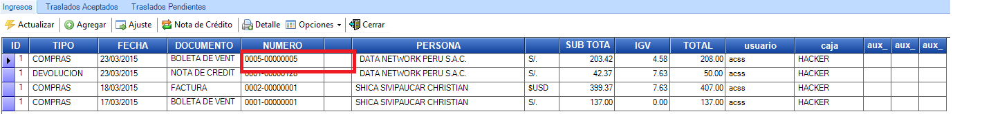 Ingresos Traslados Aceptados Traslados Pendientes
Actualizar Agregar Ajuste Nota de Crédito Detalle Opciones Cerrar
ID TIPO FECHA DOCUMENTO NUMERO PERSONA SUB TOTA IGV TOTAL usuario caja aux_ aux_ aux_
1 COMPRAS 23/03/2015 BOLETA DE VENT 0005-00000005 DATA NETWORK PERU S.A.C. S/. 203.42 4.58 208.00 acss HACKER
1 DEVOLUCION 23/03/2015 NOTA DE CREDIT 0001-00000128 DATA NETWORK PERU S.A.C. S/. 42.37 7.63 50.00 acss HACKER
1 COMPRAS 18/03/2015 FACTURA 0002-00000001 SHICA SIVIPAUCAR CHRISTIAN $USD 399.37 7.63 407.00 acss HACKER
1 COMPRAS 17/03/2015 BOLETA DE VENT 0001-00000001 SHICA SIVIPAUCAR CHRISTIAN S/. 137.00 0.00 137.00 acss HACKER